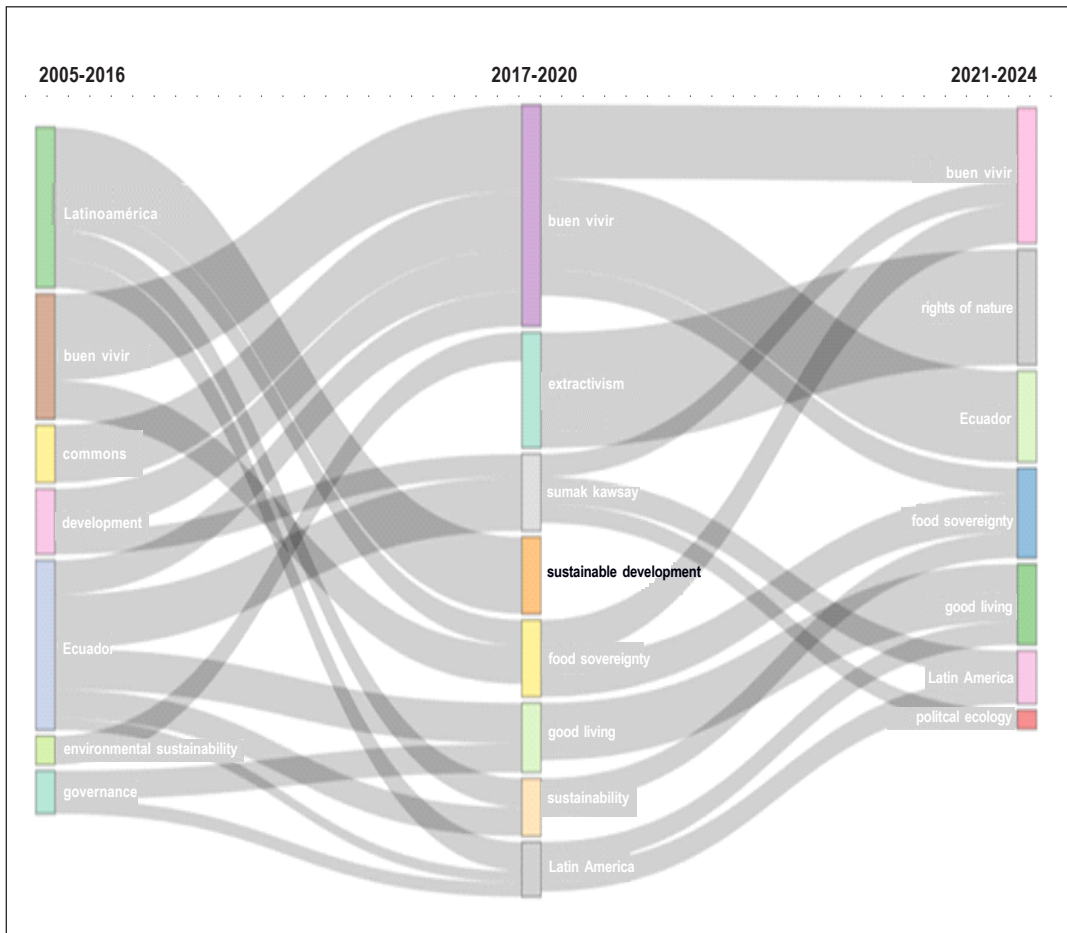 2005-2016
2017-2020
2021-2024
Latinoamérica
buen vivir
commons
development
Ecuador
environmental sustainability
governance
buen vivir
extractivism
sumak kawsay
sustainable development
food sovereignty
good living
sustainability
Latin America
buen vivir
rights of nature
Ecuador
food sovereignty
good living
Latin America
politcal ecology